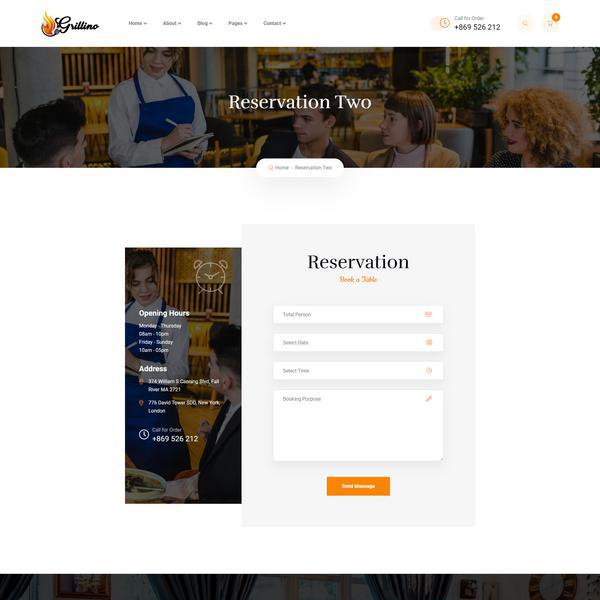 Grillino
Home
About
Blog
Pages
Contact
Call for Order
+869 526 212
Reservation Two
Home - Reservation Two
Opening Hours
Monday - Thursday
08am - 10pm
Friday - Sunday
10am - 05pm
Address
374 William S Canning Blvd, Fall
River MA 2721
776 David Tower SDD, New York,
London
Call for Order
+869 526 212
Reservation
Book a Table
Total Person
Select Date
Select Time
Booking Purpose
Send Message